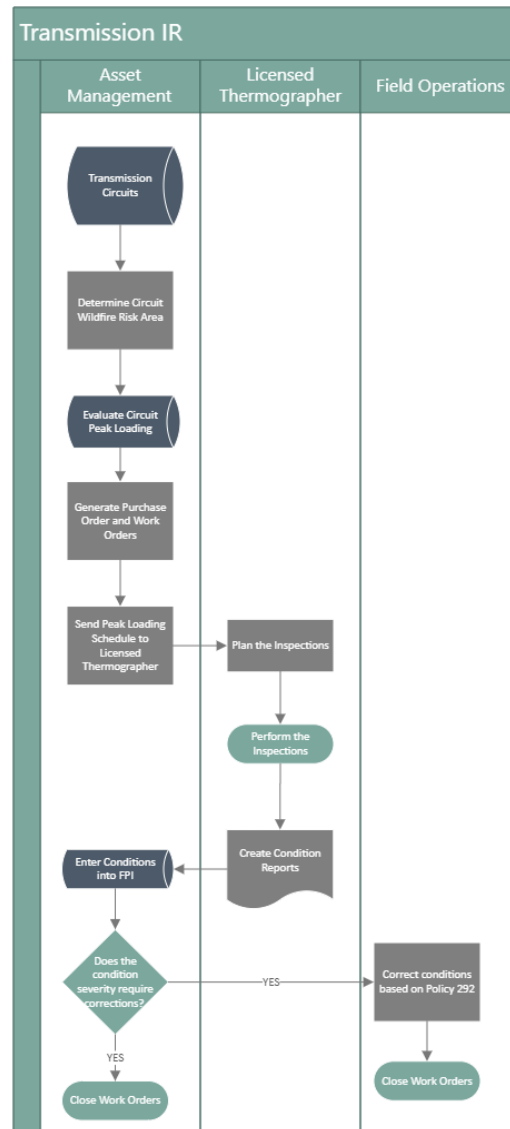 Transmission IR
Asset
Management
Licensed
Thermographer
Field Operations
Transmission
Circuits
Determine Circuit
Wildfire Risk Area
Evaluate Circuit
Peak Loading
Generate Purchase
Order and Work
Orders
Send Peak Loading
Schedule to
Licensed
Thermographer
Plan the Inspections
Perform the
Inspections
Create Condition
Reports
Enter Conditions
into FPI
Does the
condition
severity require
corrections?
YES
Correct conditions
based on Policy 292
YES
Close Work Orders
Close Work Orders